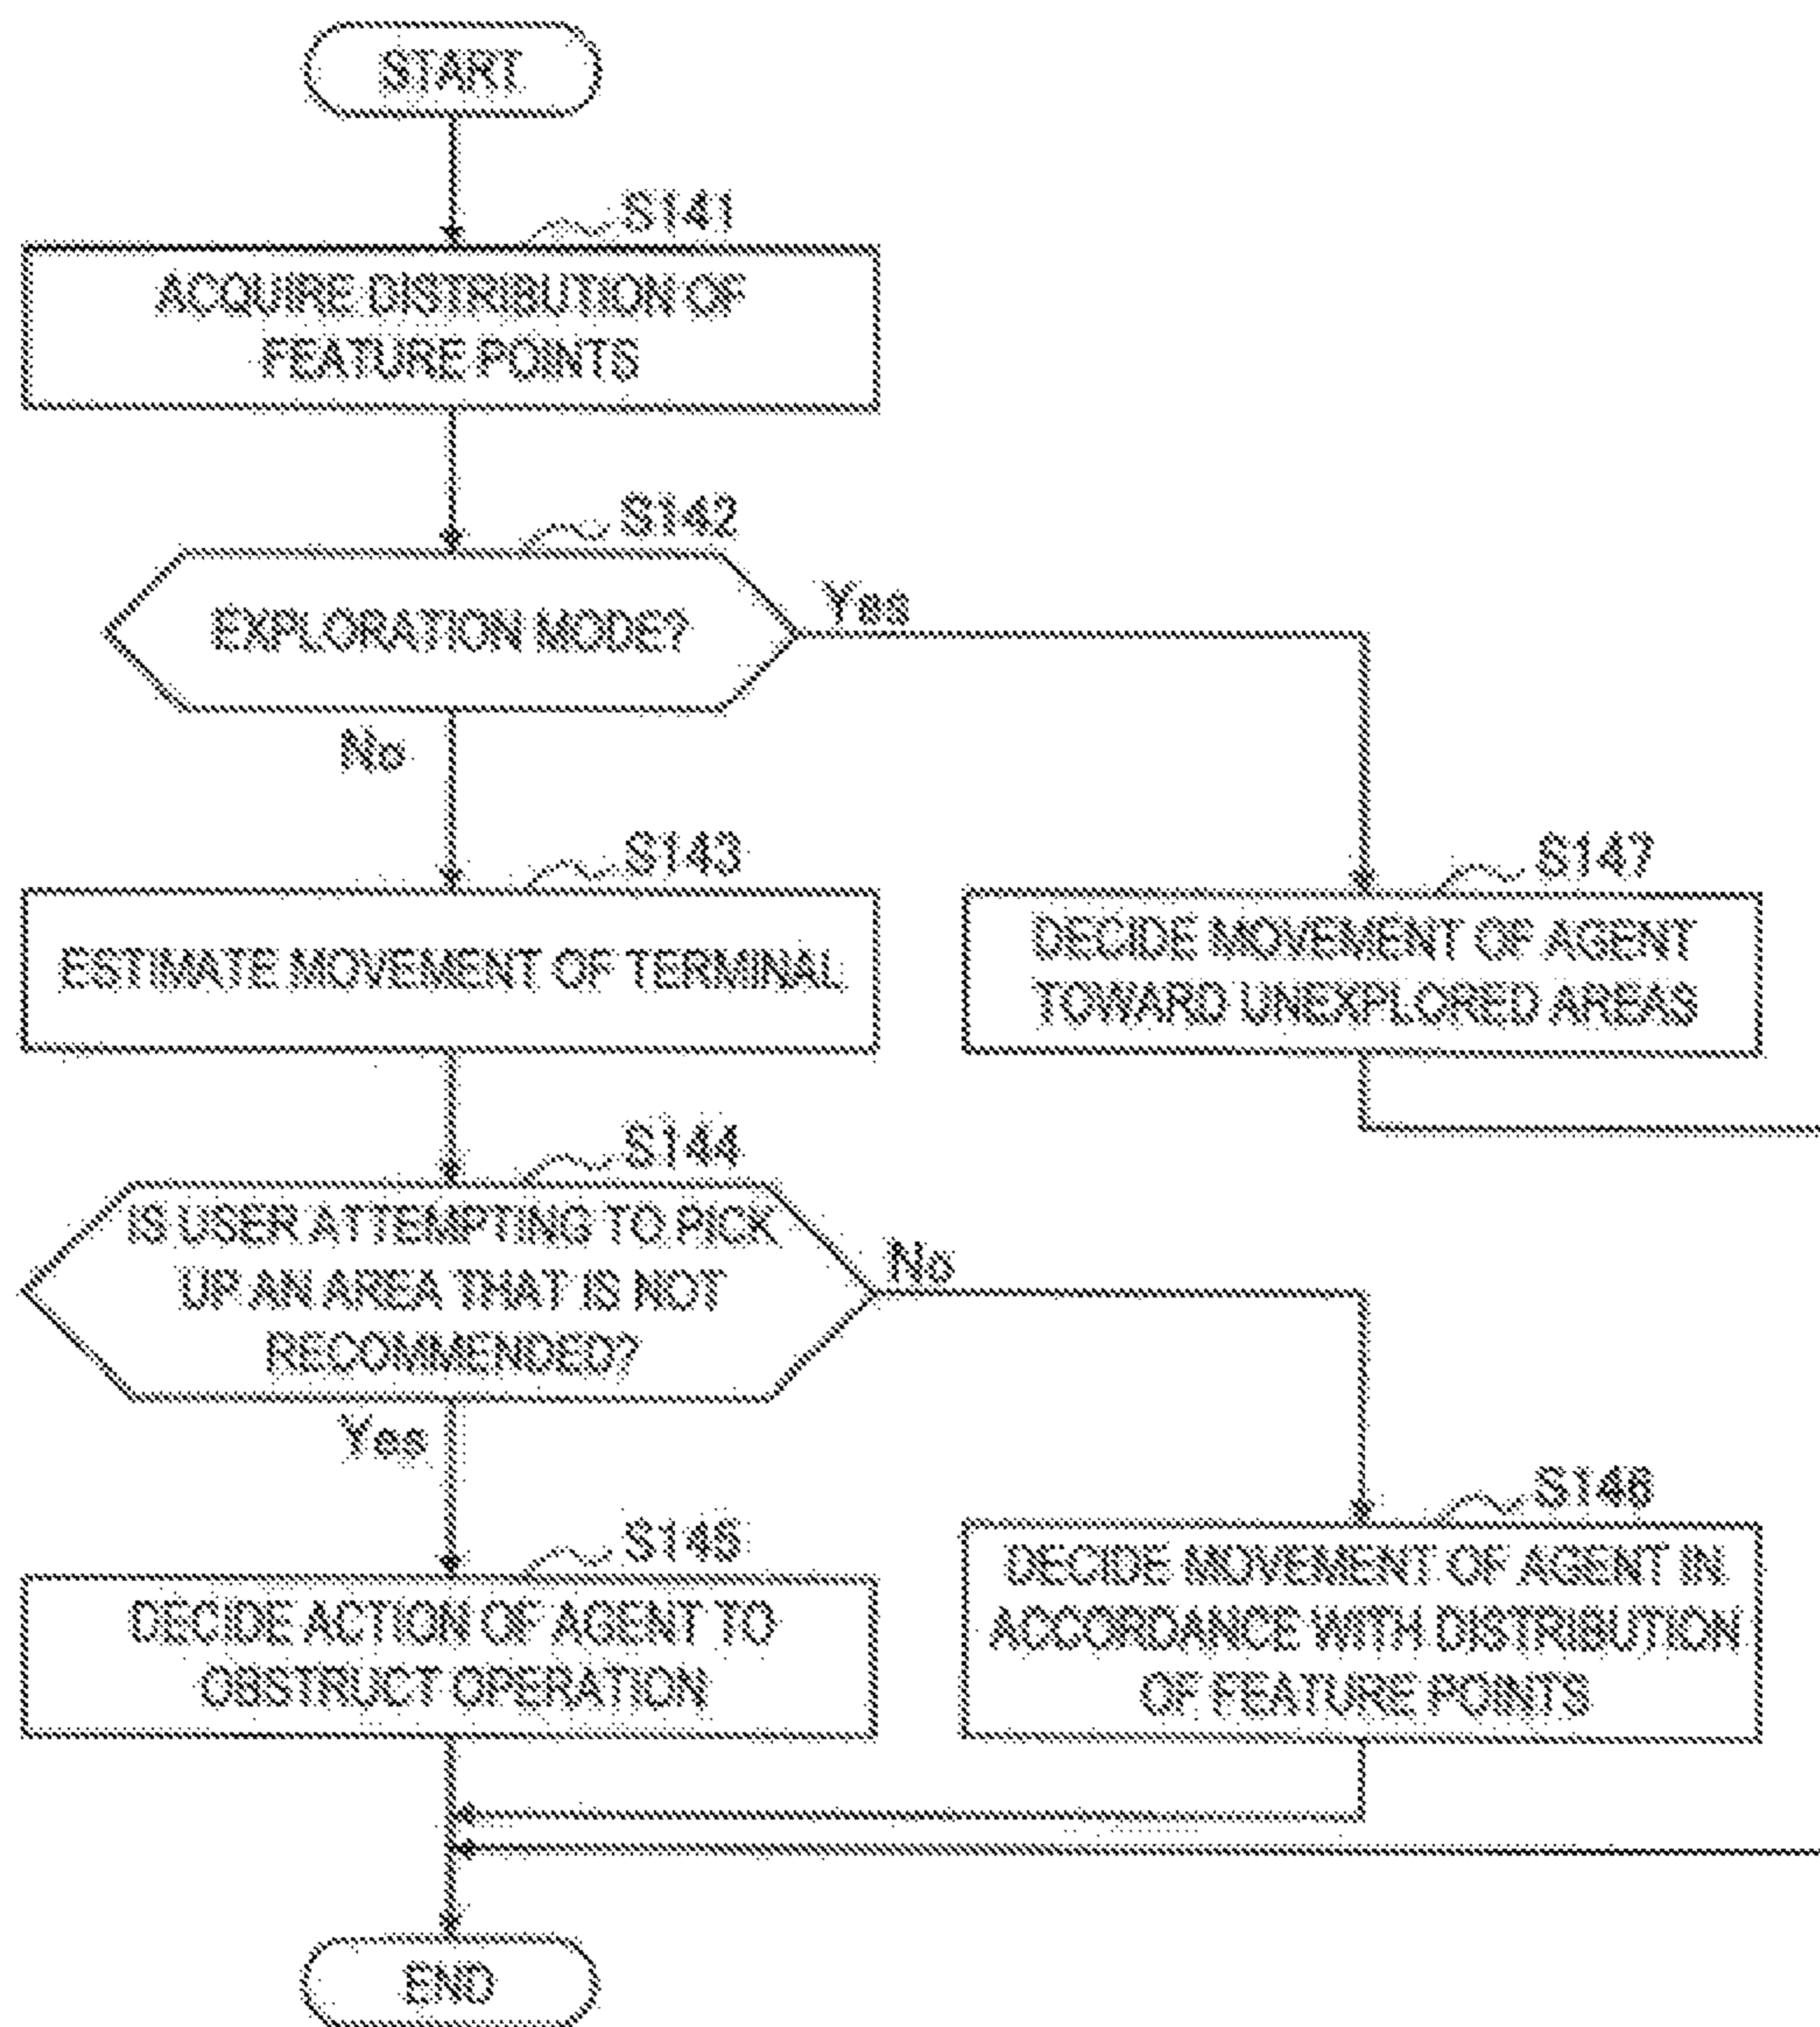 START
S141
ACQUIRE DISTRIBUTION OF
FEATURE POINTS
S142
EXPLORATION MODE?
Yes
No
S143
ESTIMATE MOVEMENT OF TERMINAL
S147
DECIDE MOVEMENT OF AGENT
TOWARD UNEXPLORED AREAS
S144
IS USER ATTEMPTING TO PICK
UP AN AREA THAT IS NOT
RECOMMENDED?
No
Yes
S145
DECIDE ACTION OF AGENT TO
OBSTRUCT OPERATION
S146
DECIDE MOVEMENT OF AGENT IN
ACCORDANCE WITH DISTRIBUTION
OF FEATURE POINTS
END